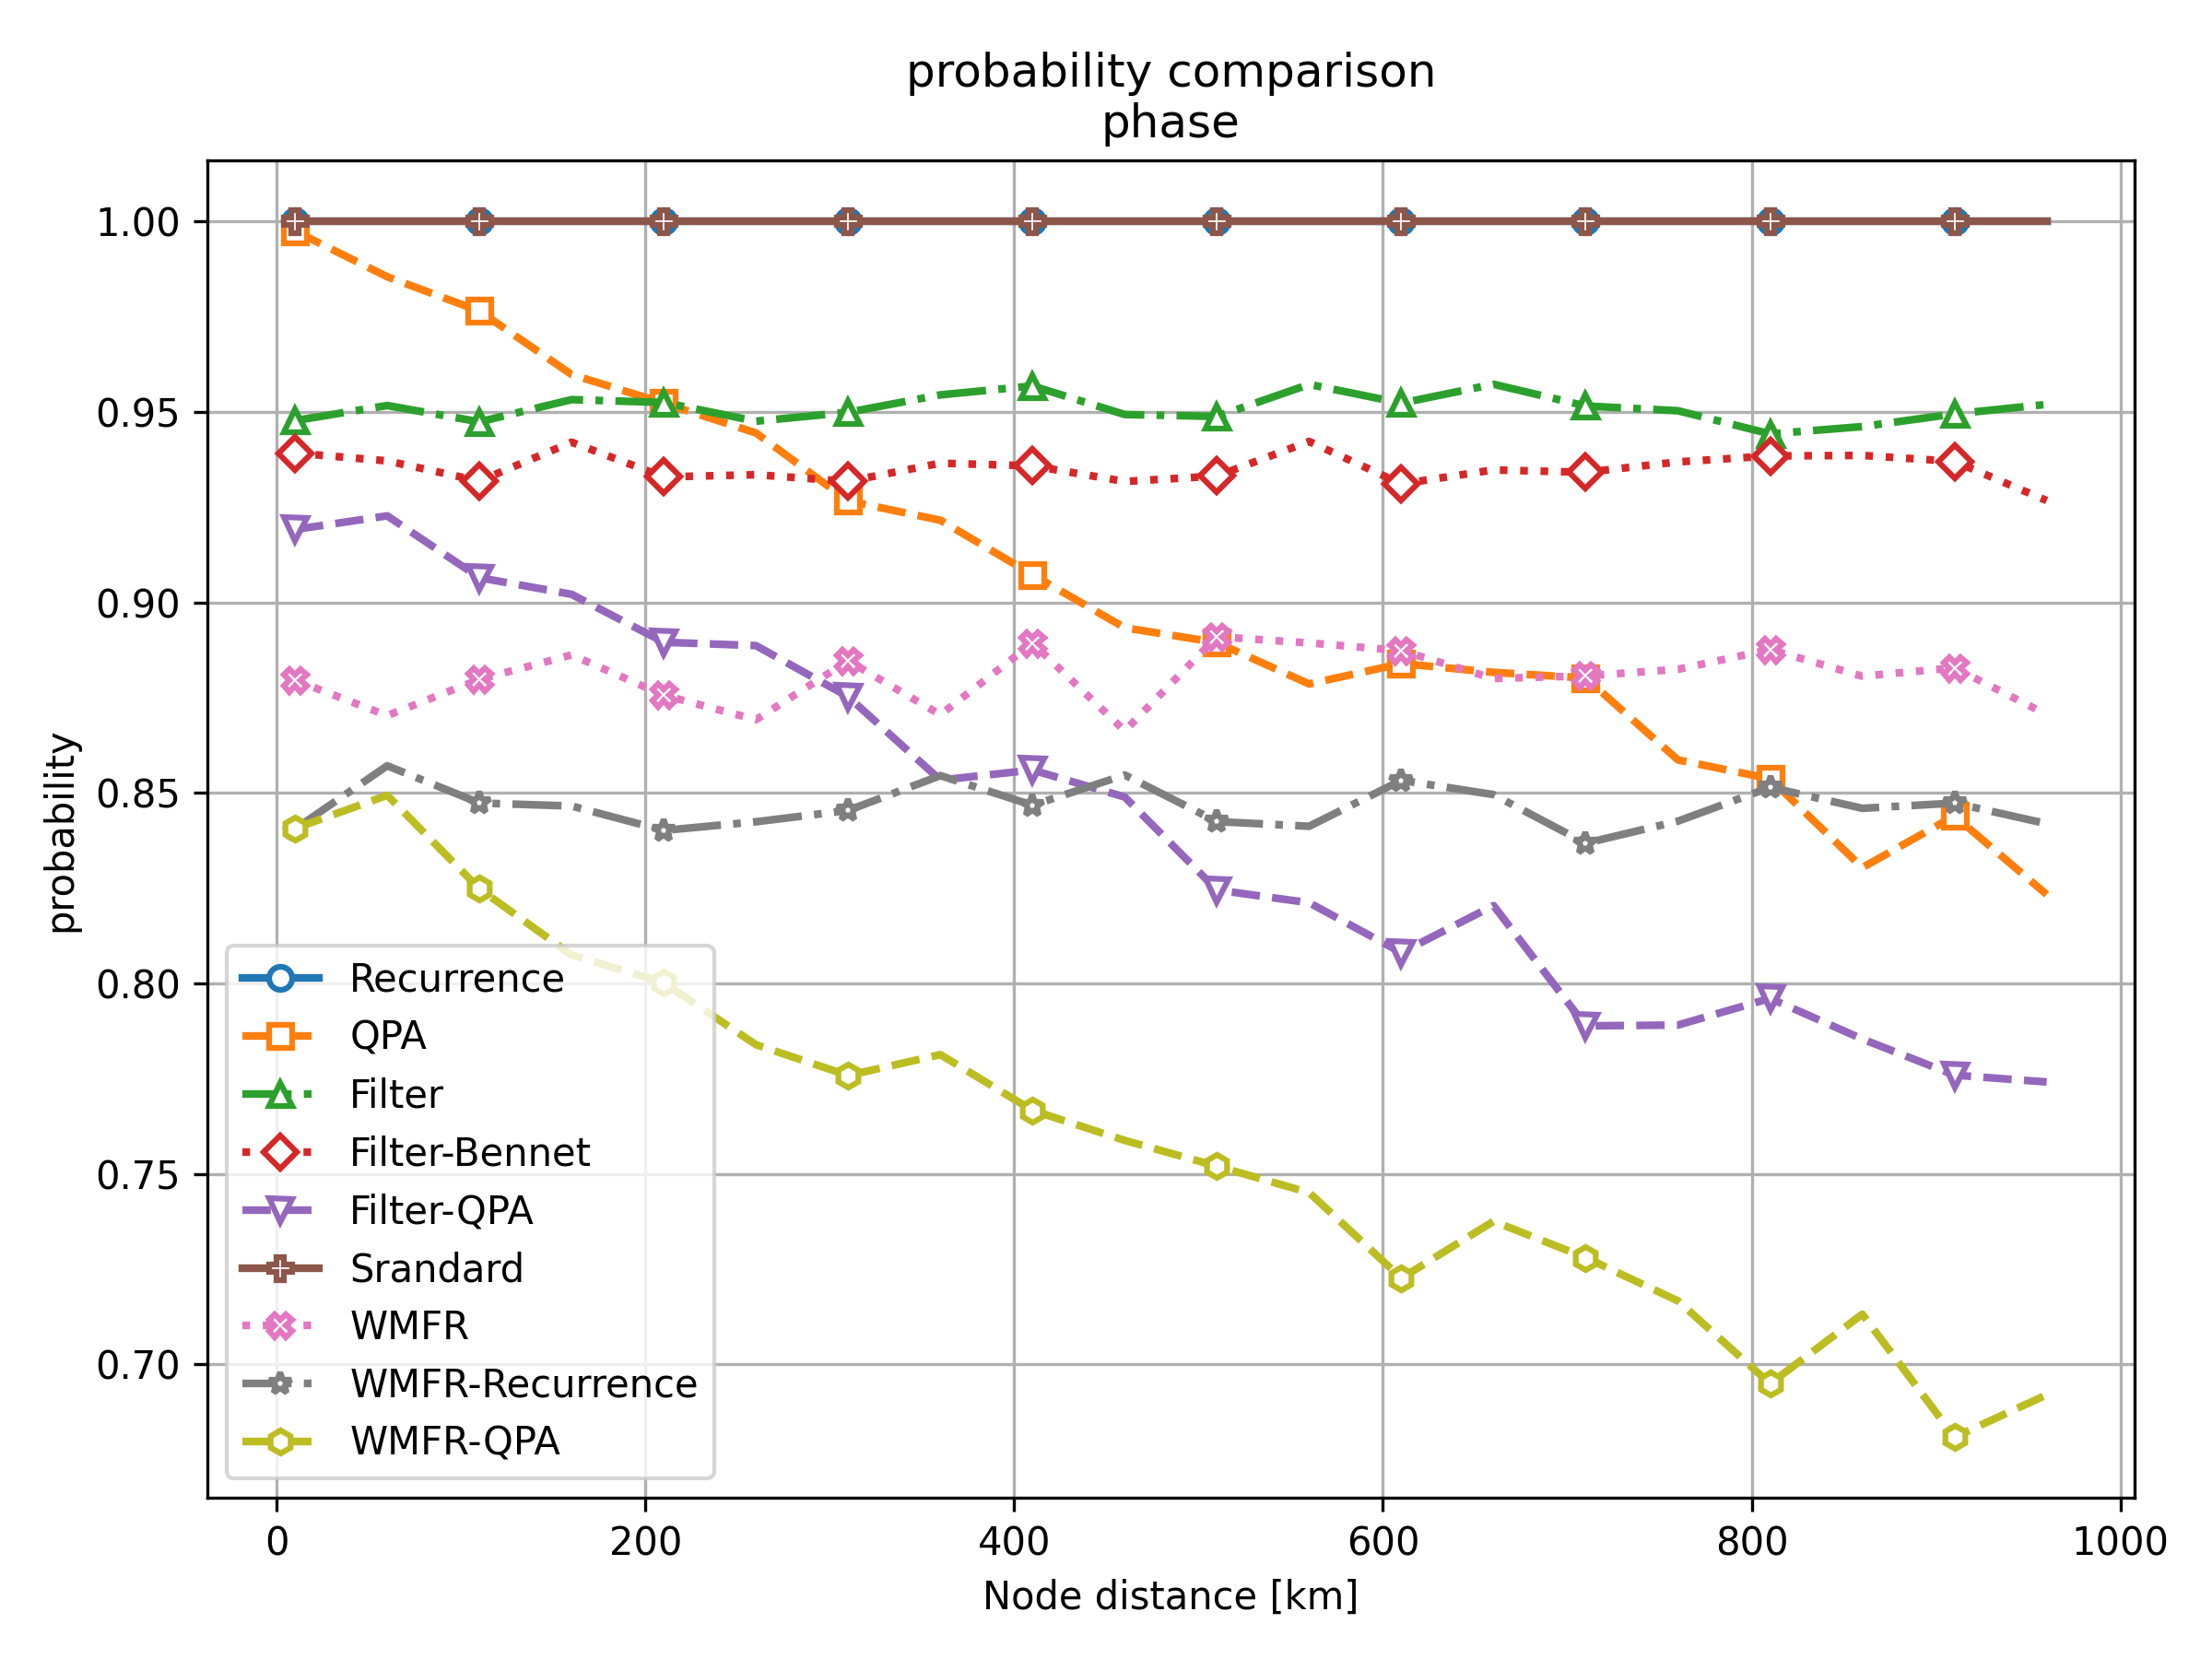 probability comparison
phase
1.00
0.95
0.90
0.85
0.80
0.75
0.70
probability
Recurrence
QPA
Filter
Filter-Bennet
Filter-QPA
Srandard
WMFR
WMFR-Recurrence
WMFR-QPA
0 200 400 600 800 1000
Node distance [km]